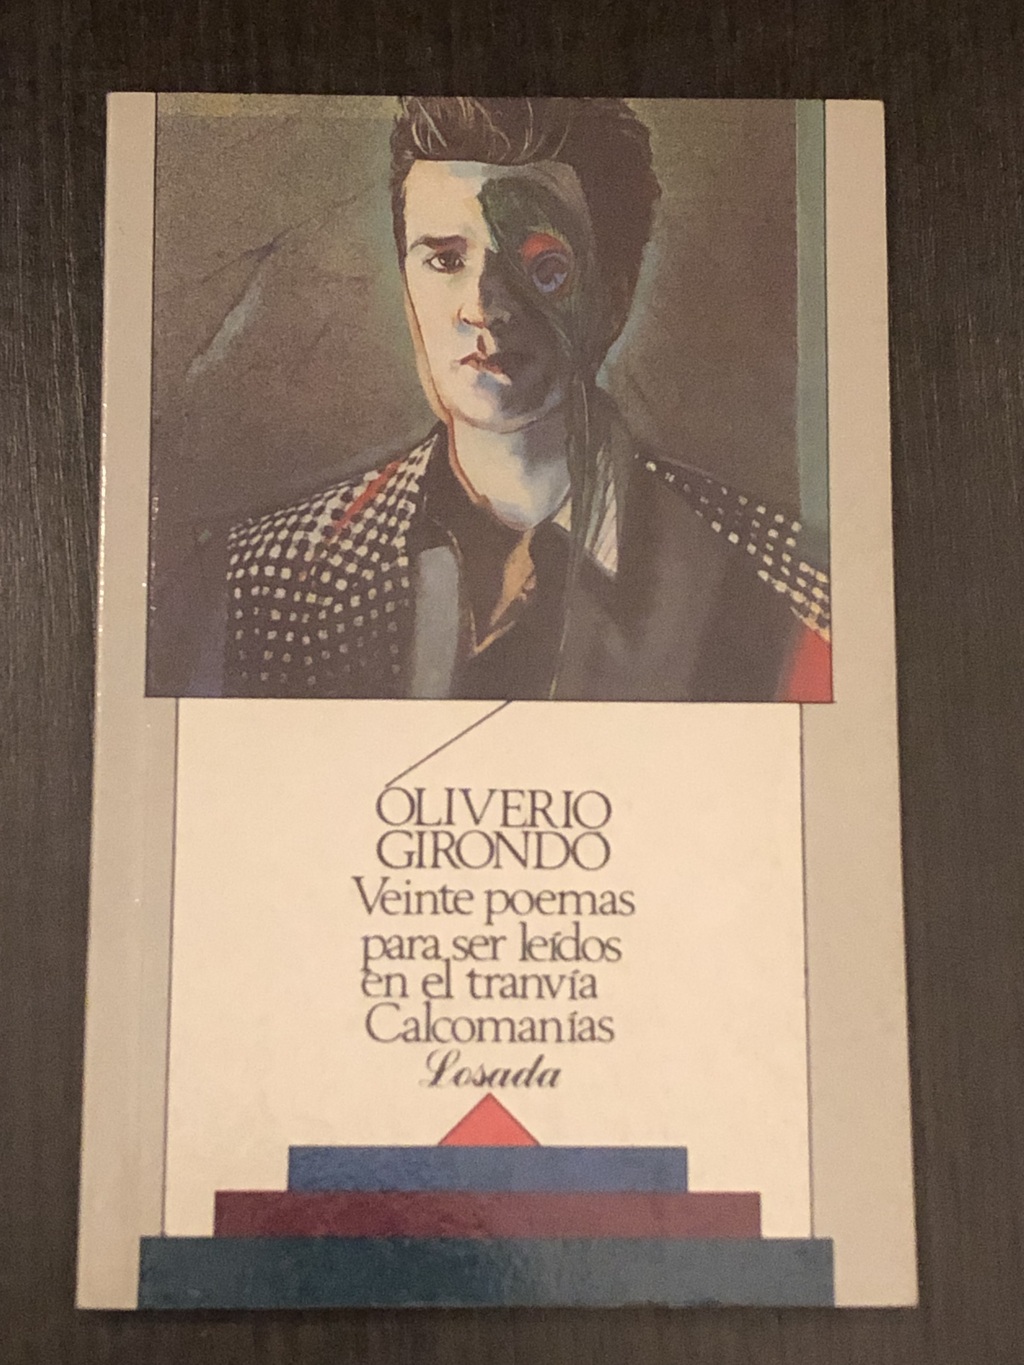 OLIVERIO
GIRONDO
Veinte poemas
para ser leídos
en el tranvía
Calcomanías
Losada